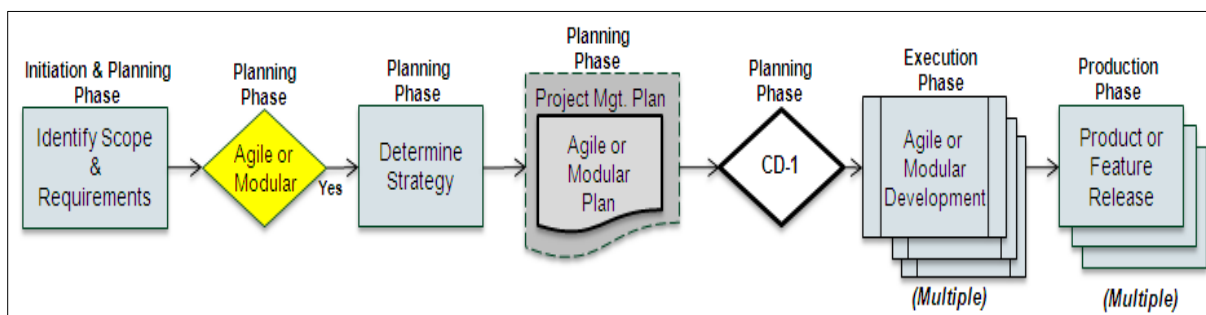 Initiation & Planning
Phase
Identify Scope
&
Requirements
Planning
Phase
Agile or
Modular
Yes
Planning
Phase
Determine
Strategy
Planning
Phase
Project Mgt. Plan
Agile or
Modular
Plan
Planning
Phase
CD-1
Execution
Phase
Agile or
Modular
Development
(Multiple)
Production
Phase
Product or
Feature
Release
(Multiple)